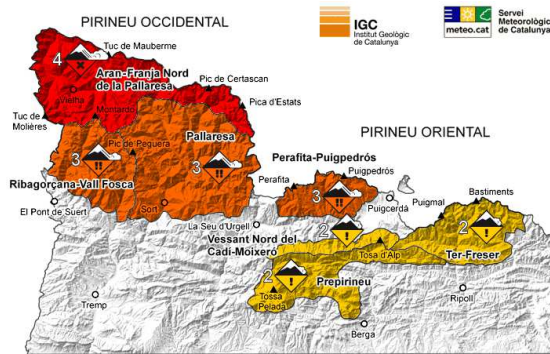 PIRINEU OCCIDENTAL
IGC
Institut Geològic
de Catalunya
meteo.cat
Servei
Meteorològic
de Catalunya
4
Tuc de Mauberme
Aran-Franja Nord
de la Pallaresa
Pic de Certascan
Vielha
Montardo
Pica d'Estats
Tuc de
Molières
Pallaresa
PIRINEU ORIENTAL
Pic de Peguera
3
3
!!
!!
Perafita-Puigpedrós
Puigpedrós
Ribagorçana-Vall Fosca
Perafita
3
!!
Bastiments
El Pont de Suert
Sort
Puigcerdà
Puigmal
La Seu d'Urgell
2
!
2
!
Vessant Nord del
Cadí-Moixeró
Tosa d'Alp
Ter-Freser
2
!
Prepirineu
Tossa
Pelada
Tremp
Ripoll
Berga